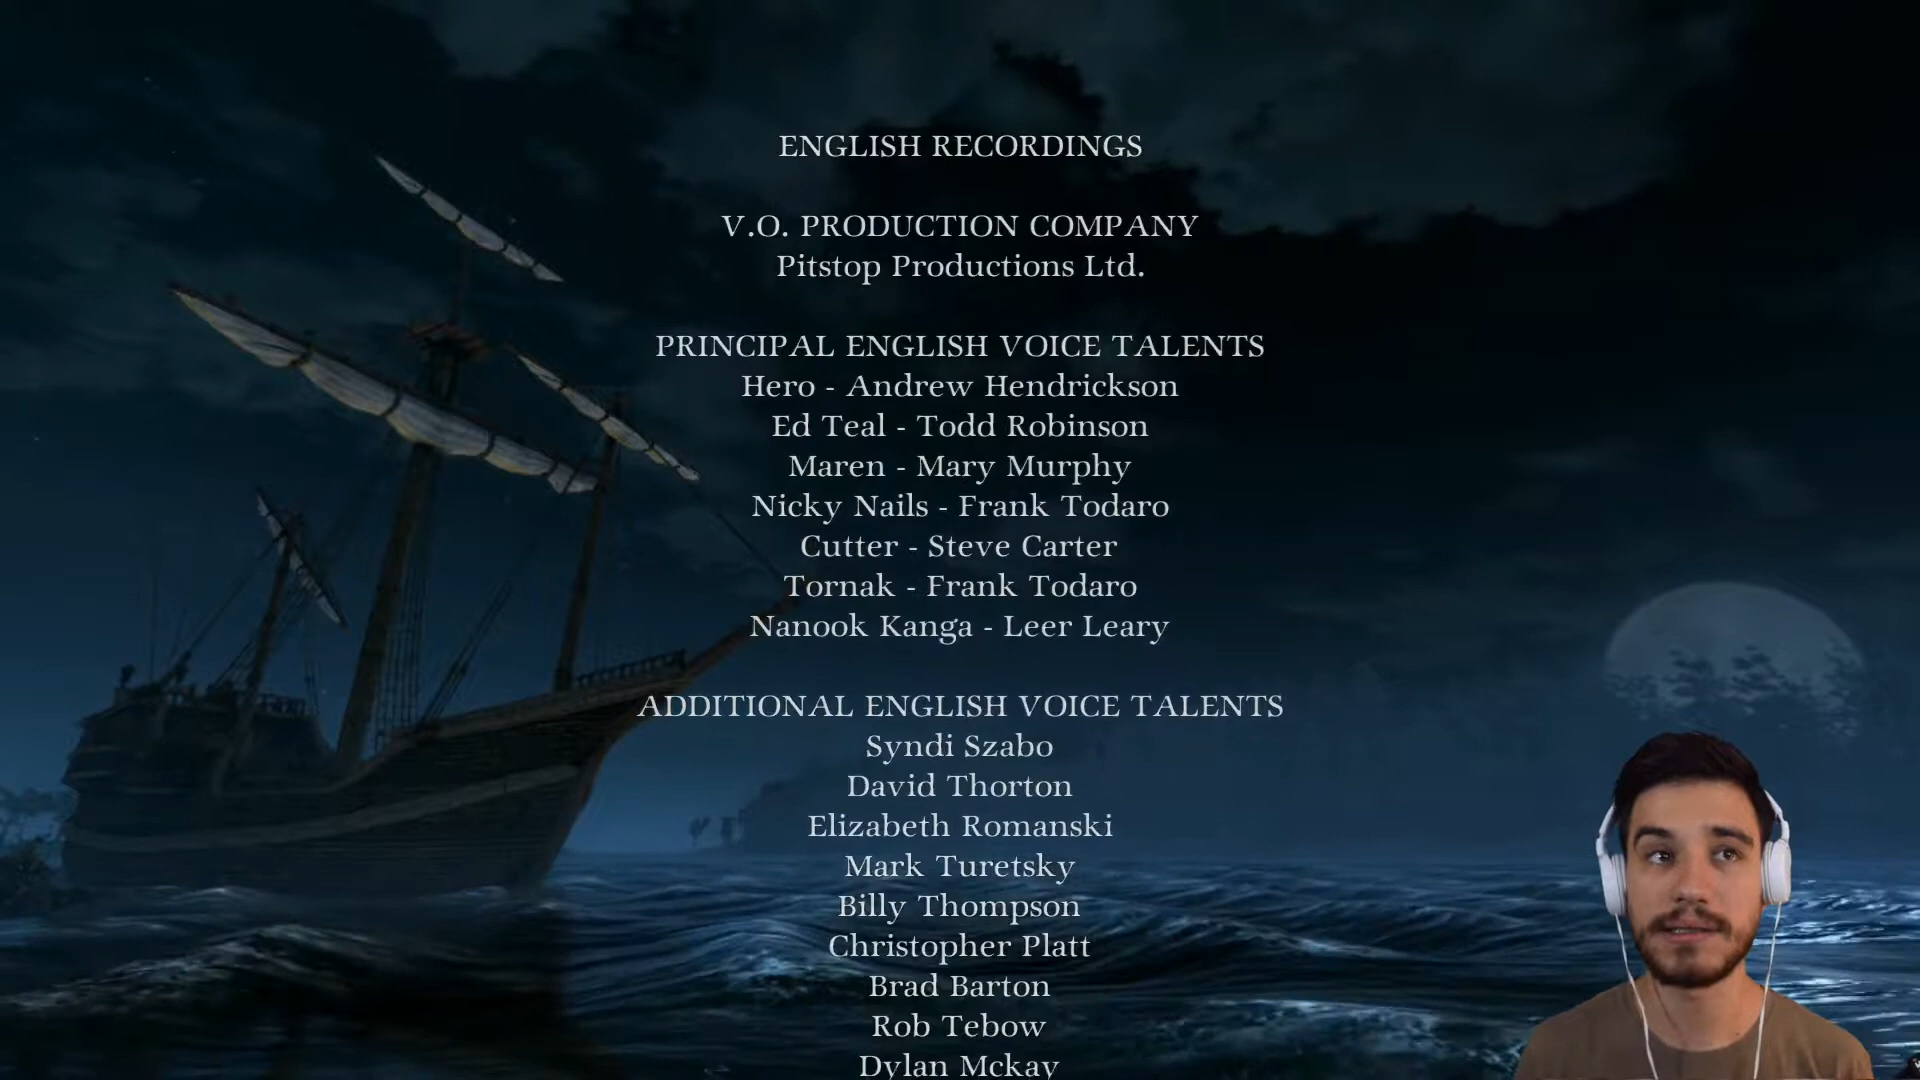 ENGLISH RECORDINGS
V.O. PRODUCTION COMPANY
Pitstop Productions Ltd.
PRINCIPAL ENGLISH VOICE TALENTS
Hero - Andrew Hendrickson
Ed Teal - Todd Robinson
Maren - Mary Murphy
Nicky Nails - Frank Todaro
Cutter - Steve Carter
Tornak - Frank Todaro
Nanook Kanga - Leer Leary
ADDITIONAL ENGLISH VOICE TALENTS
Syndi Szabo
David Thorton
Elizabeth Romanski
Mark Turetsky
Billy Thompson
Christopher Platt
Brad Barton
Rob Tebow
Dylan Mckay